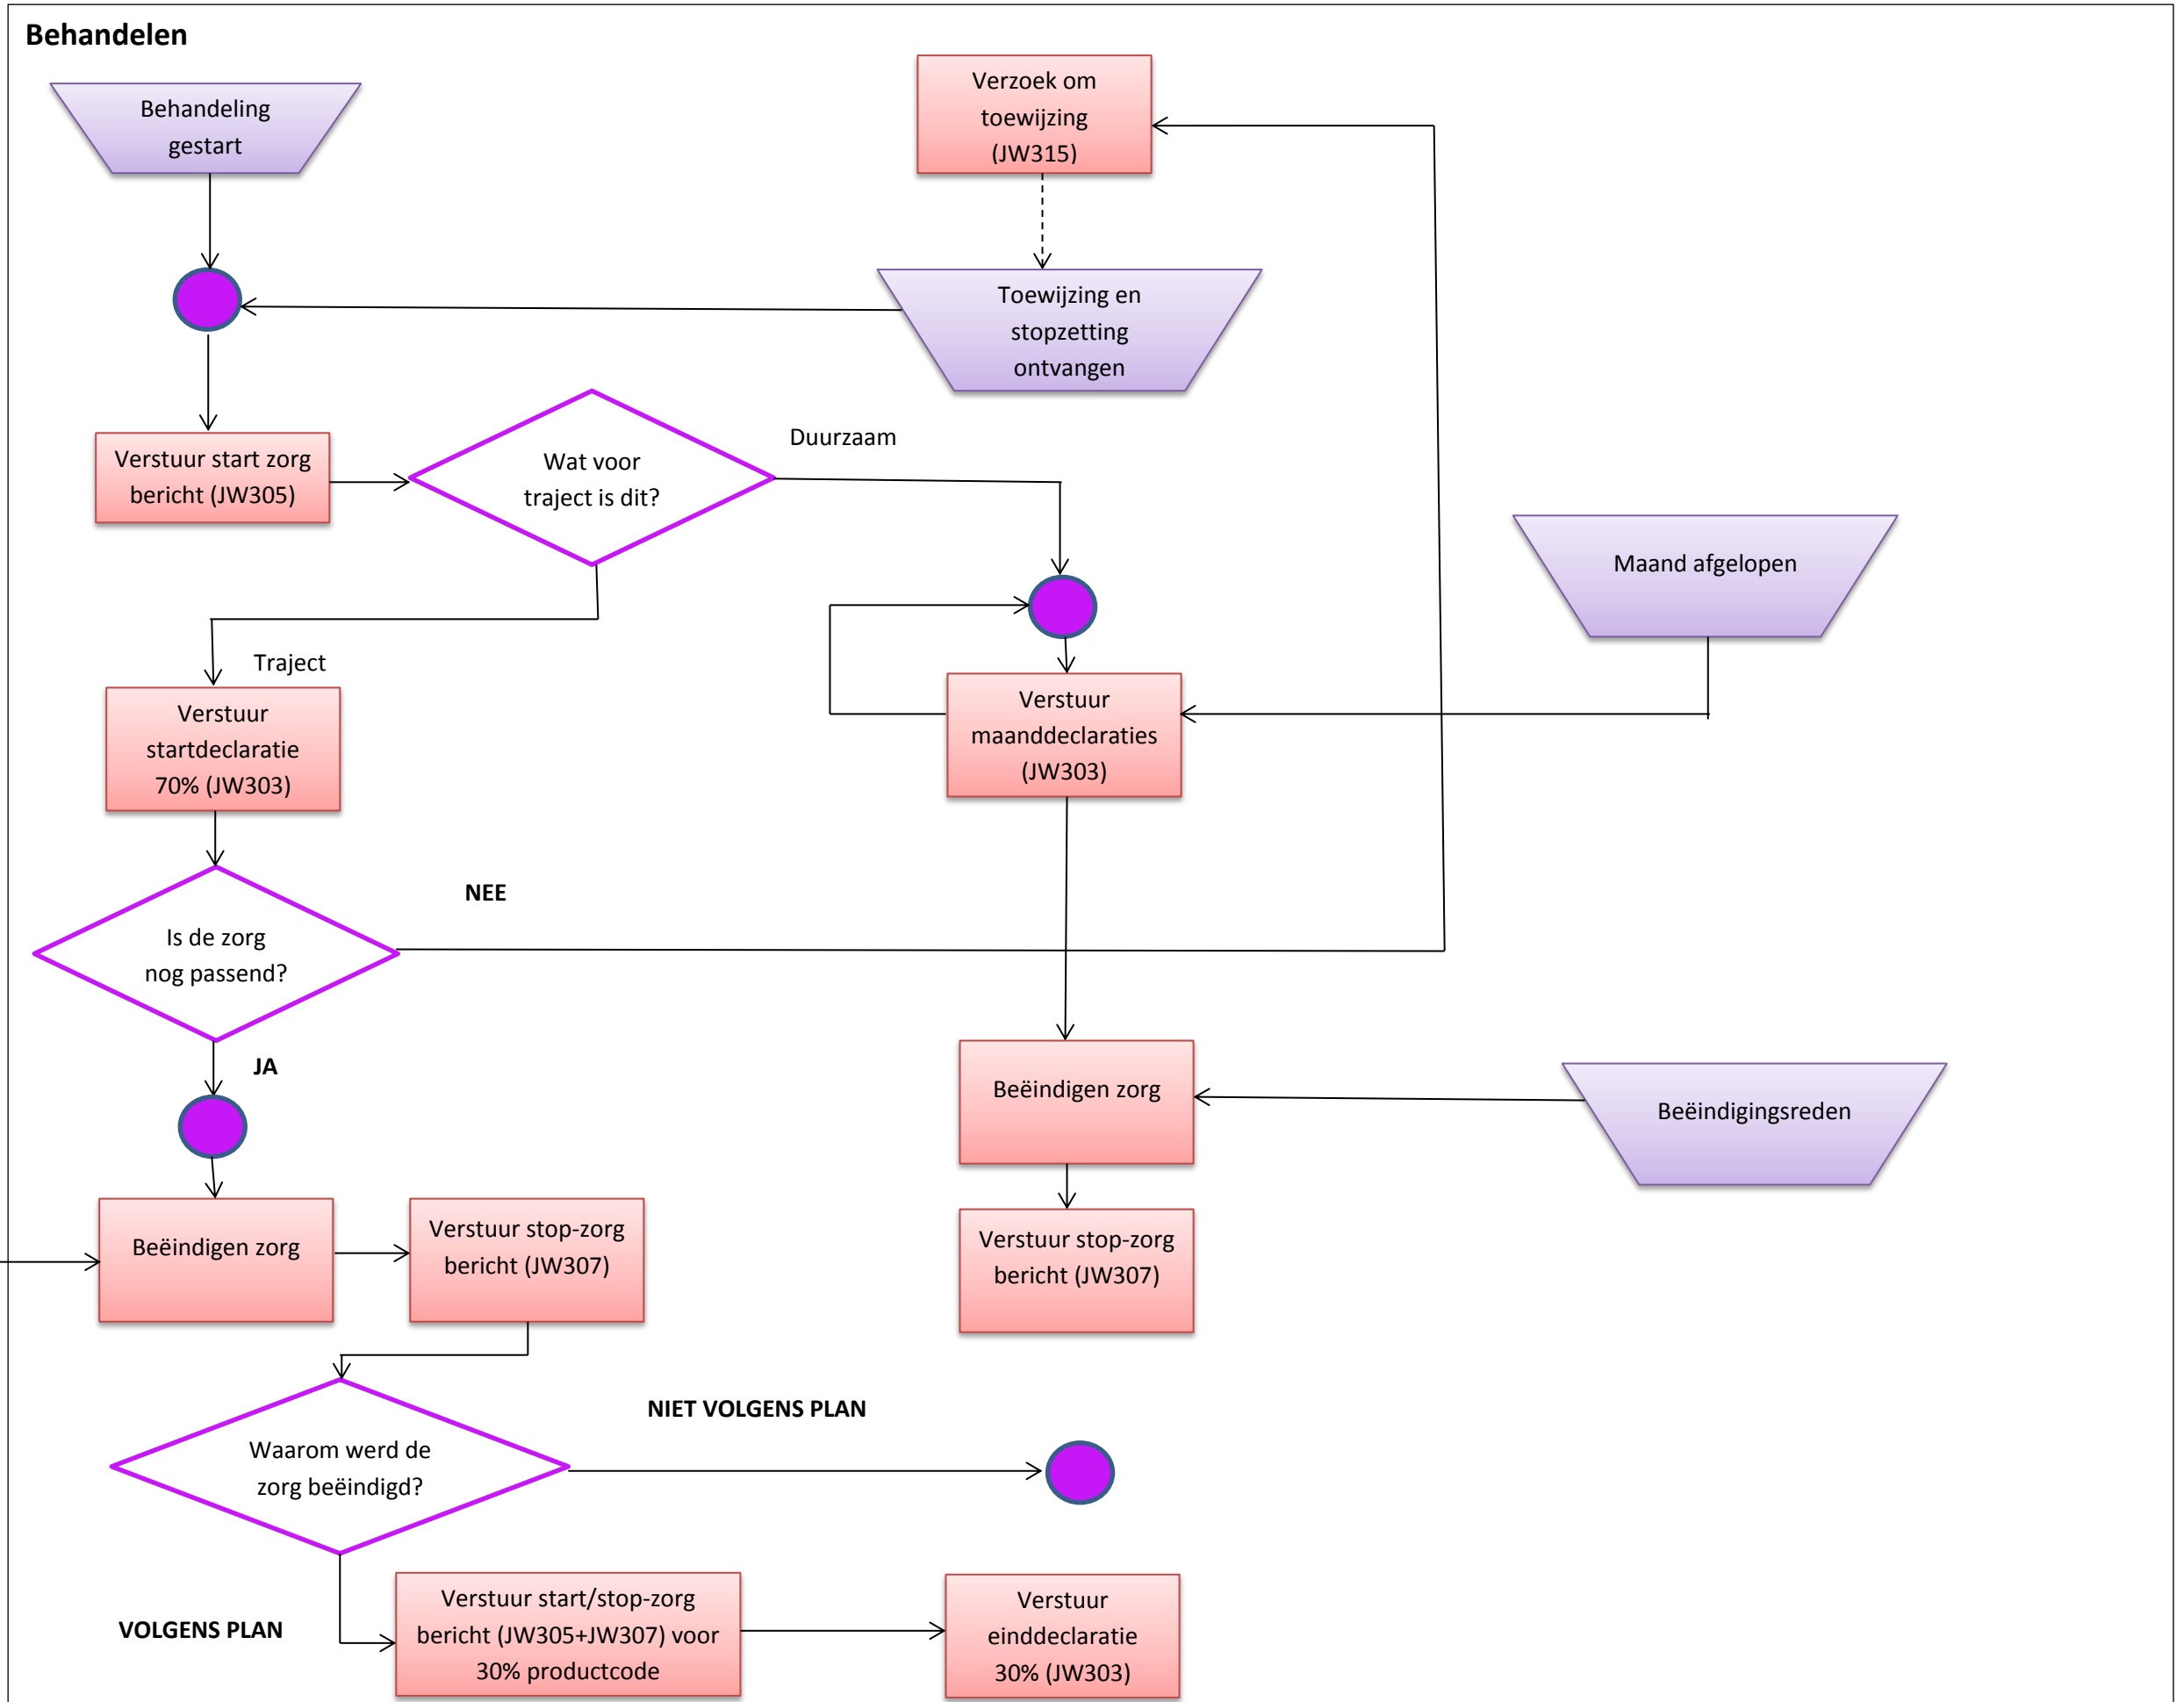 Behandelen
Behandeling
gestart
Verzoek om
toewijzing
(JW315)
Toewijzing en
stopzetting
ontvangen
Verstuur start zorg
bericht (JW305)
Wat voor
traject is dit?
Duurzaam
Maand afgelopen
Traject
Verstuur
startdeclaratie
70% (JW303)
Verstuur
maanddeclaraties
(JW303)
Is de zorg
nog passend?
NEE
JA
Beëindigen zorg
Beëindigingsreden
Beëindigen zorg
Verstuur stop-zorg
bericht (JW307)
Verstuur stop-zorg
bericht (JW307)
Waarom werd de
zorg beëindigd?
NIET VOLGENS PLAN
VOLGENS PLAN
Verstuur start/stop-zorg
bericht (JW305+JW307) voor
30% productcode
Verstuur
einddeclaratie
30% (JW303)